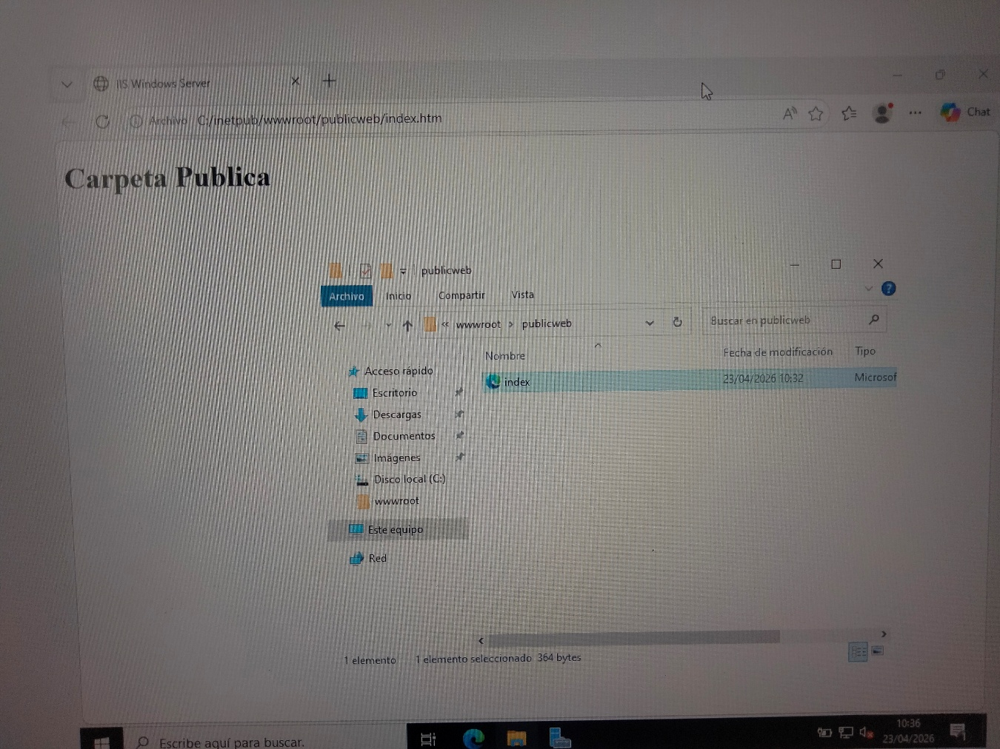 IIS Windows Server
Archivo C:/inetpub/wwwroot/publicweb/index.htm
Chat
Carpeta Publica
publicweb
Archivo Inicio Compartir Vista
« wwwroot > publicweb
Buscar en publicweb
Nombre Fecha de modificación Tipo
index 23/04/2026 10:32 Microsof
Acceso rápido
Escritorio
Descargas
Documentos
Imágenes
Disco local (C:)
wwwroot
Este equipo
Red
1 elemento 1 elemento seleccionado 364 bytes
Escribe aquí para buscar.
10:36
23/04/2026